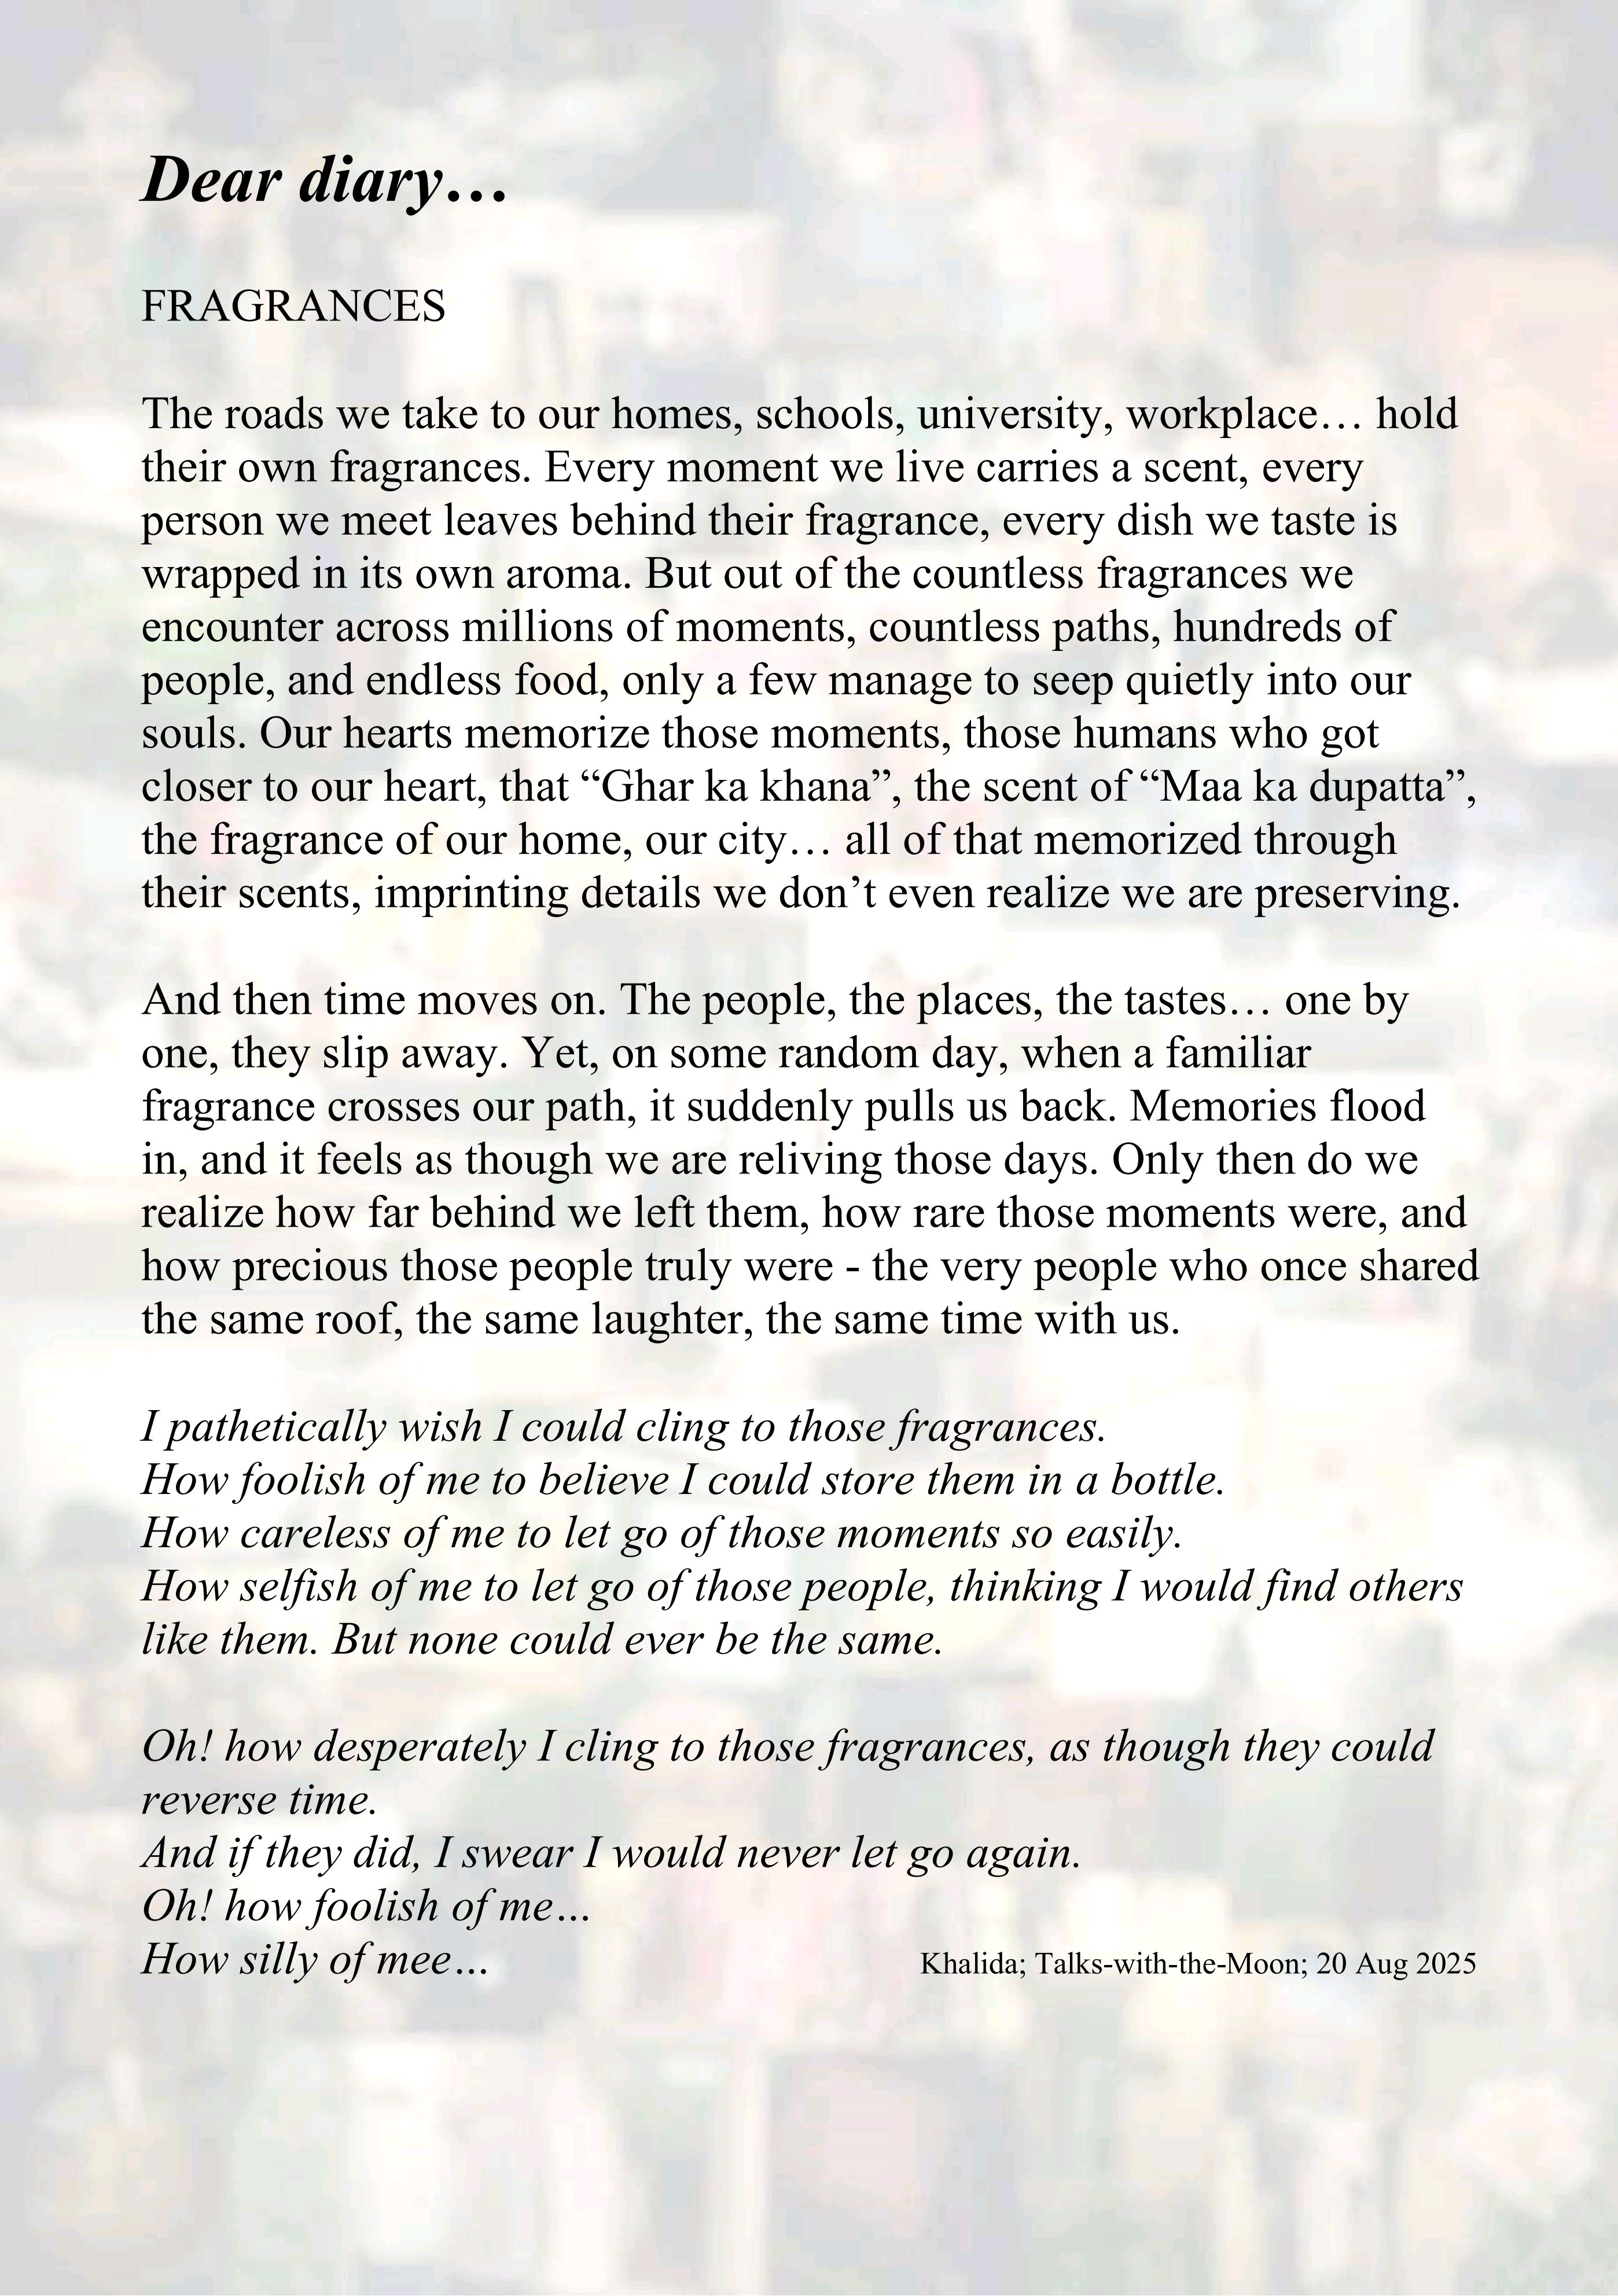 Dear diary…
FRAGRANCES
The roads we take to our homes, schools, university, workplace… hold
their own fragrances. Every moment we live carries a scent, every
person we meet leaves behind their fragrance, every dish we taste is
wrapped in its own aroma. But out of the countless fragrances we
encounter across millions of moments, countless paths, hundreds of
people, and endless food, only a few manage to seep quietly into our
souls. Our hearts memorize those moments, those humans who got
closer to our heart, that “Ghar ka khana”, the scent of “Maa ka dupatta”,
the fragrance of our home, our city… all of that memorized through
their scents, imprinting details we don’t even realize we are preserving.
And then time moves on. The people, the places, the tastes… one by
one, they slip away. Yet, on some random day, when a familiar
fragrance crosses our path, it suddenly pulls us back. Memories flood
in, and it feels as though we are reliving those days. Only then do we
realize how far behind we left them, how rare those moments were, and
how precious those people truly were - the very people who once shared
the same roof, the same laughter, the same time with us.
I pathetically wish I could cling to those fragrances.
How foolish of me to believe I could store them in a bottle.
How careless of me to let go of those moments so easily.
How selfish of me to let go of those people, thinking I would find others
like them. But none could ever be the same.
Oh! how desperately I cling to those fragrances, as though they could
reverse time.
And if they did, I swear I would never let go again.
Oh! how foolish of me…
How silly of mee…
Khalida; Talks-with-the-Moon; 20 Aug 2025